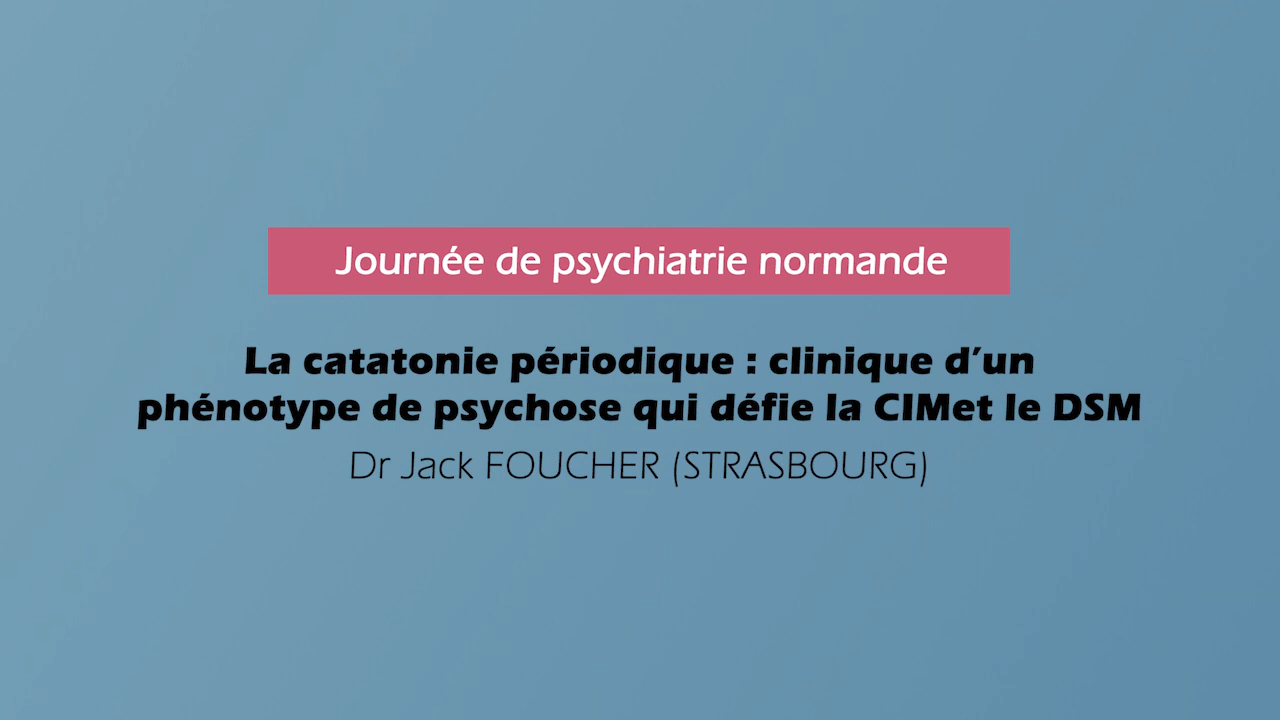 Journée de psychiatrie normande
La catatonie périodique : clinique d’un
phénotype de psychose qui défie la CIMet le DSM
Dr Jack FOUCHER (STRASBOURG)